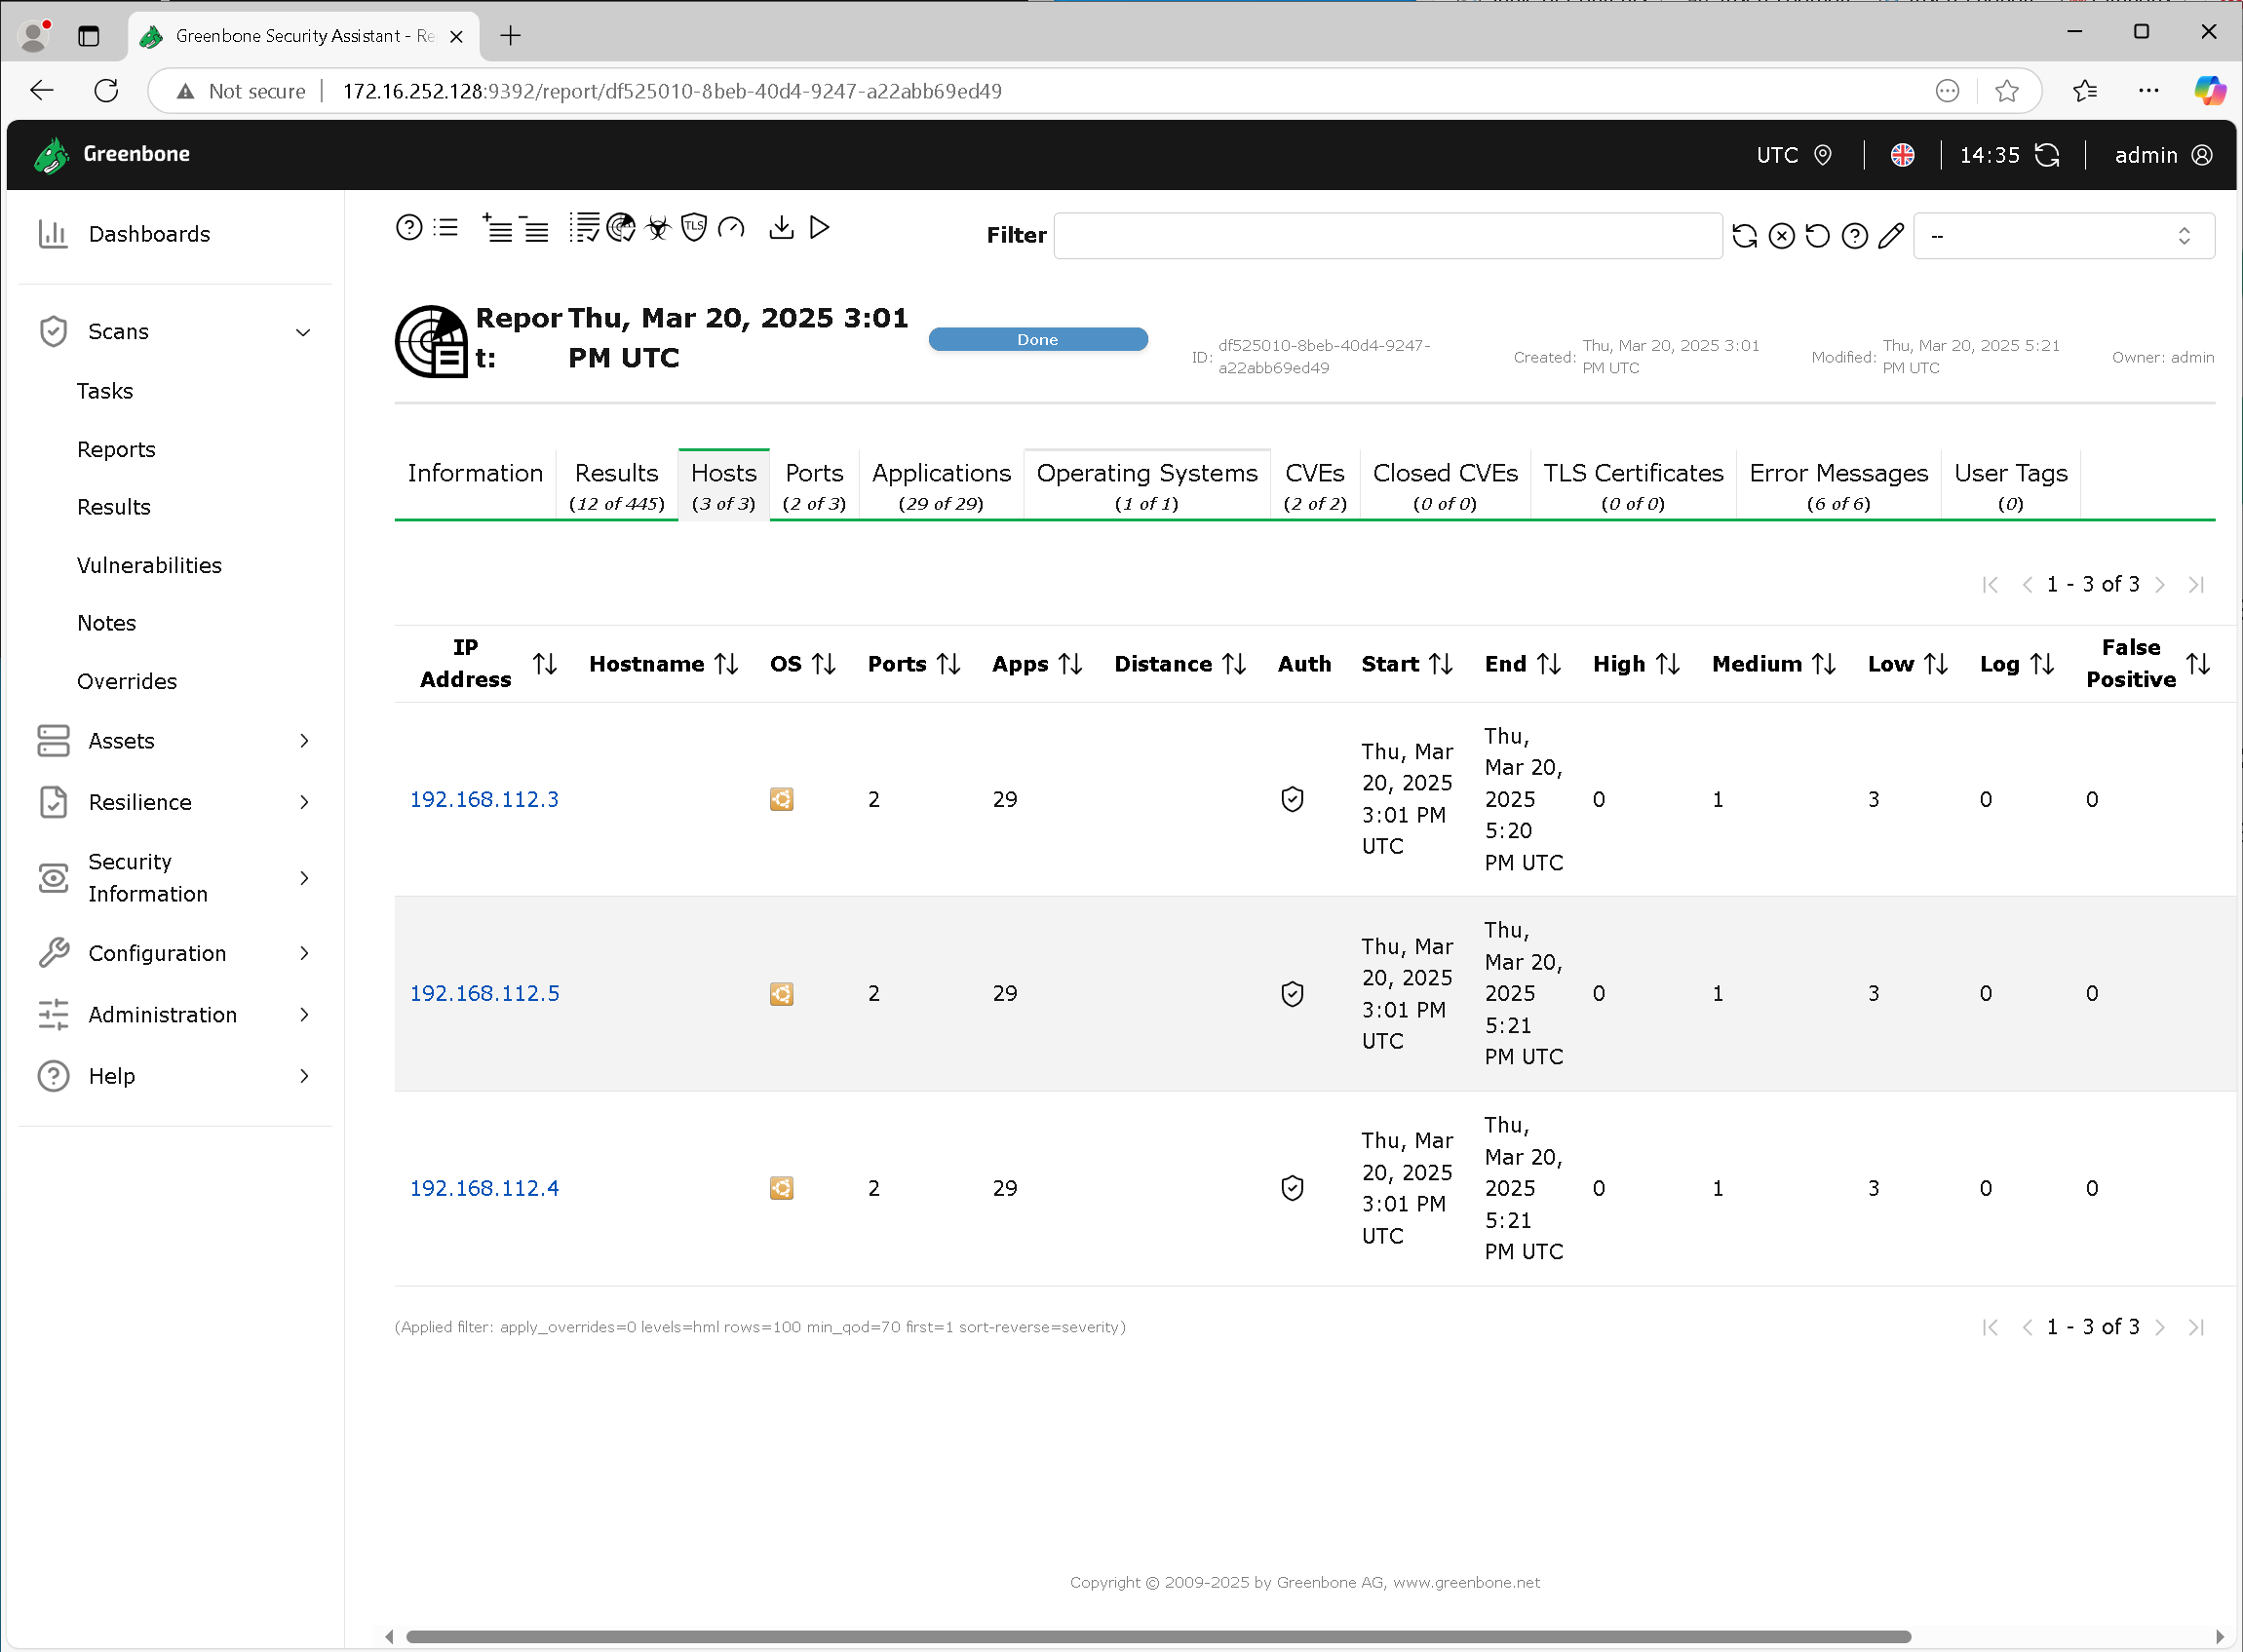 Greenbone Security Assistant - Re
Not secure
172.16.252.128:9392/report/df525010-8beb-40d4-9247-a22abb69ed49
Greenbone
UTC
14:35
admin
Dashboards
Scans
Tasks
Reports
Results
Vulnerabilities
Notes
Overrides
Assets
Resilience
Security
Information
Configuration
Administration
Help
TLS
Filter
--
Repor
t:
Thu, Mar 20, 2025 3:01
PM UTC
Done
ID: df525010-8beb-40d4-9247-
a22abb69ed49
Created: Thu, Mar 20, 2025 3:01
PM UTC
Modified: Thu, Mar 20, 2025 5:21
PM UTC
Owner: admin
Information
Results
(12 of 445)
Hosts
(3 of 3)
Ports
(2 of 3)
Applications
(29 of 29)
Operating Systems
(1 of 1)
CVEs
(2 of 2)
Closed CVEs
(0 of 0)
TLS Certificates
(0 of 0)
Error Messages
(6 of 6)
User Tags
(0)
1 - 3 of 3
IP
Address
Hostname
OS
Ports
Apps
Distance
Auth
Start
End
High
Medium
Low
Log
False
Positive
192.168.112.3
2
29
Thu, Mar
20, 2025
3:01 PM
UTC
Thu,
Mar 20,
2025
5:20
PM UTC
0
1
3
0
0
192.168.112.5
2
29
Thu, Mar
20, 2025
3:01 PM
UTC
Thu,
Mar 20,
2025
5:21
PM UTC
0
1
3
0
0
192.168.112.4
2
29
Thu, Mar
20, 2025
3:01 PM
UTC
Thu,
Mar 20,
2025
5:21
PM UTC
0
1
3
0
0
(Applied filter: apply_overrides=0 levels=hml rows=100 min_qod=70 first=1 sort-reverse=severity)
1 - 3 of 3
Copyright © 2009-2025 by Greenbone AG, www.greenbone.net